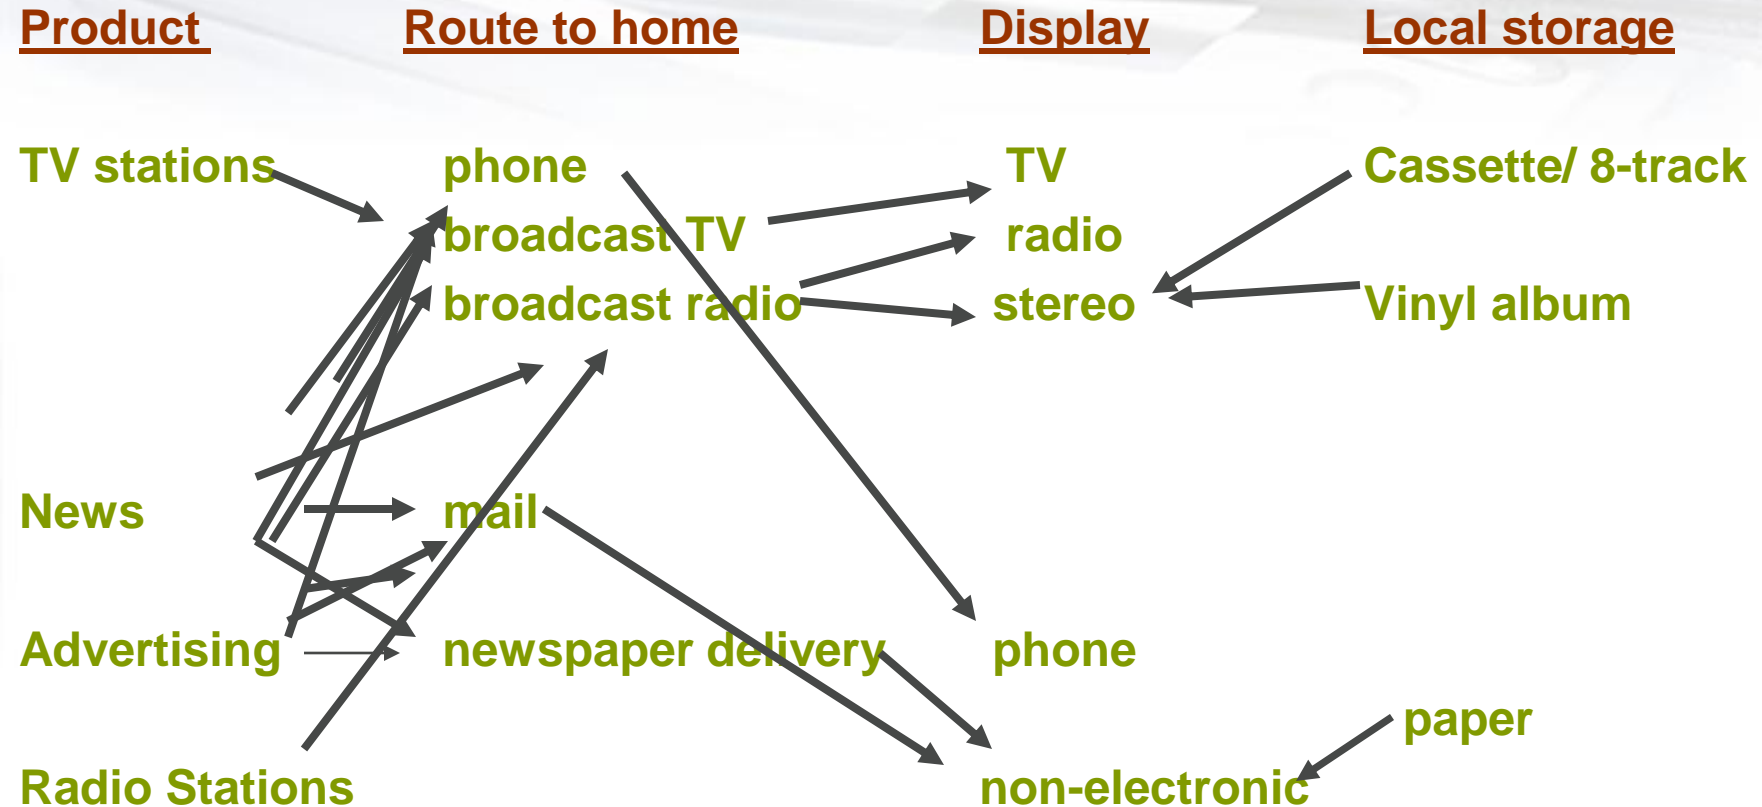 Product Route to home Display Local storage
TV stations phone TV Cassette/ 8-track
broadcast TV radio
broadcast radio stereo Vinyl album
News mail
Advertising newspaper delivery phone
paper
Radio Stations non-electronic